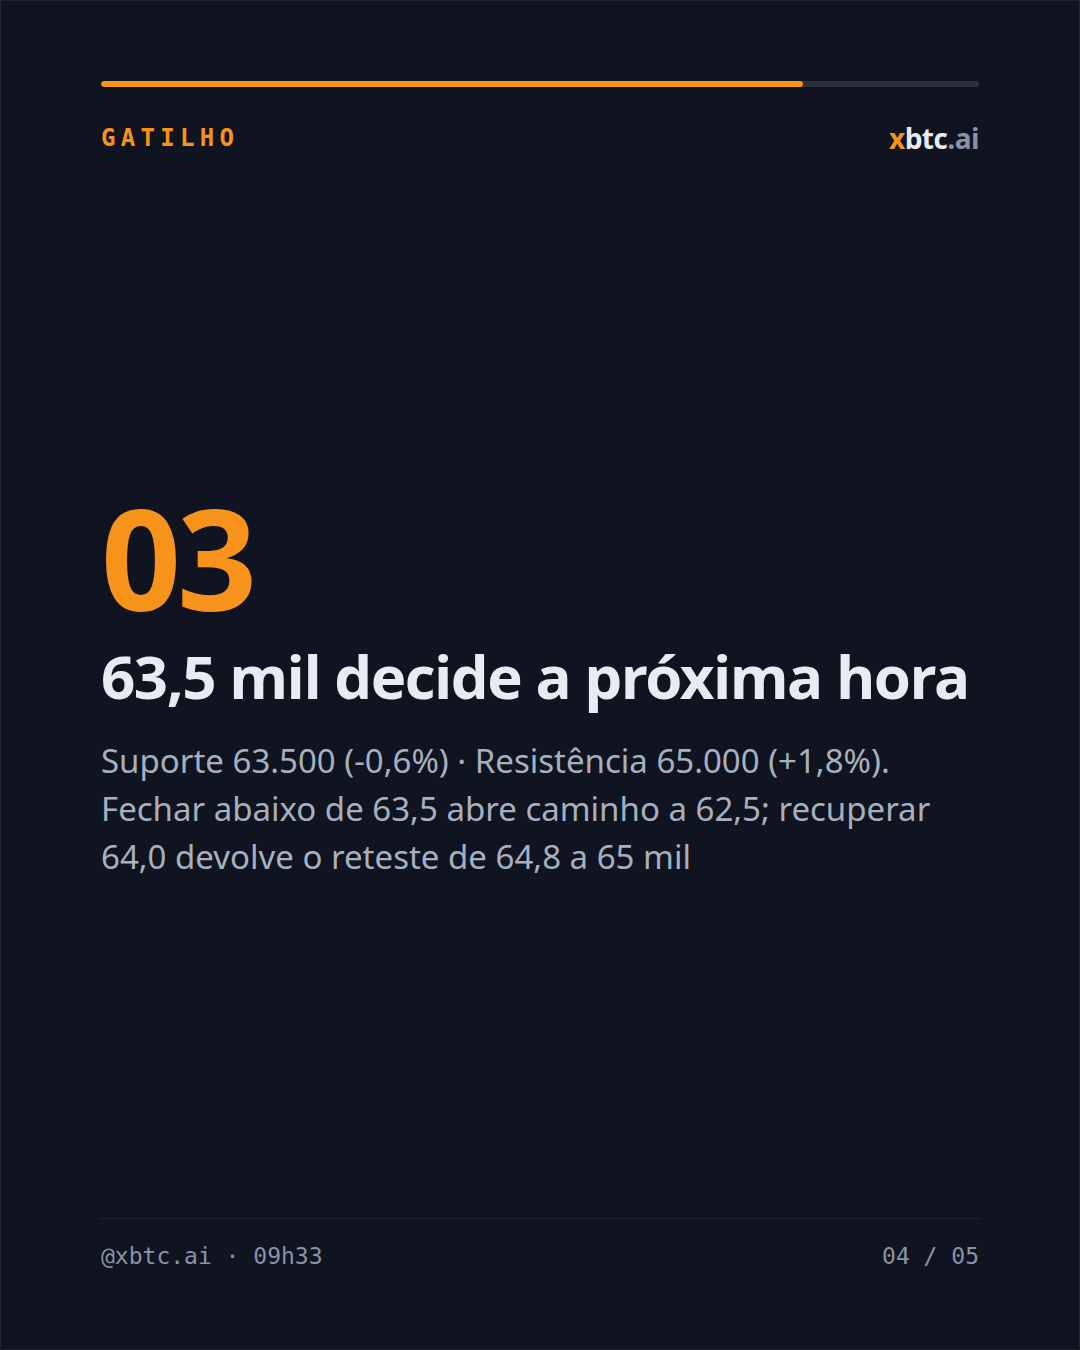 GATILHO
xbtc.ai
03
63,5 mil decide a próxima hora
Suporte 63.500 (-0,6%) · Resistência 65.000 (+1,8%).
Fechar abaixo de 63,5 abre caminho a 62,5; recuperar
64,0 devolve o reteste de 64,8 a 65 mil
@xbtc.ai · 09h33
04 / 05